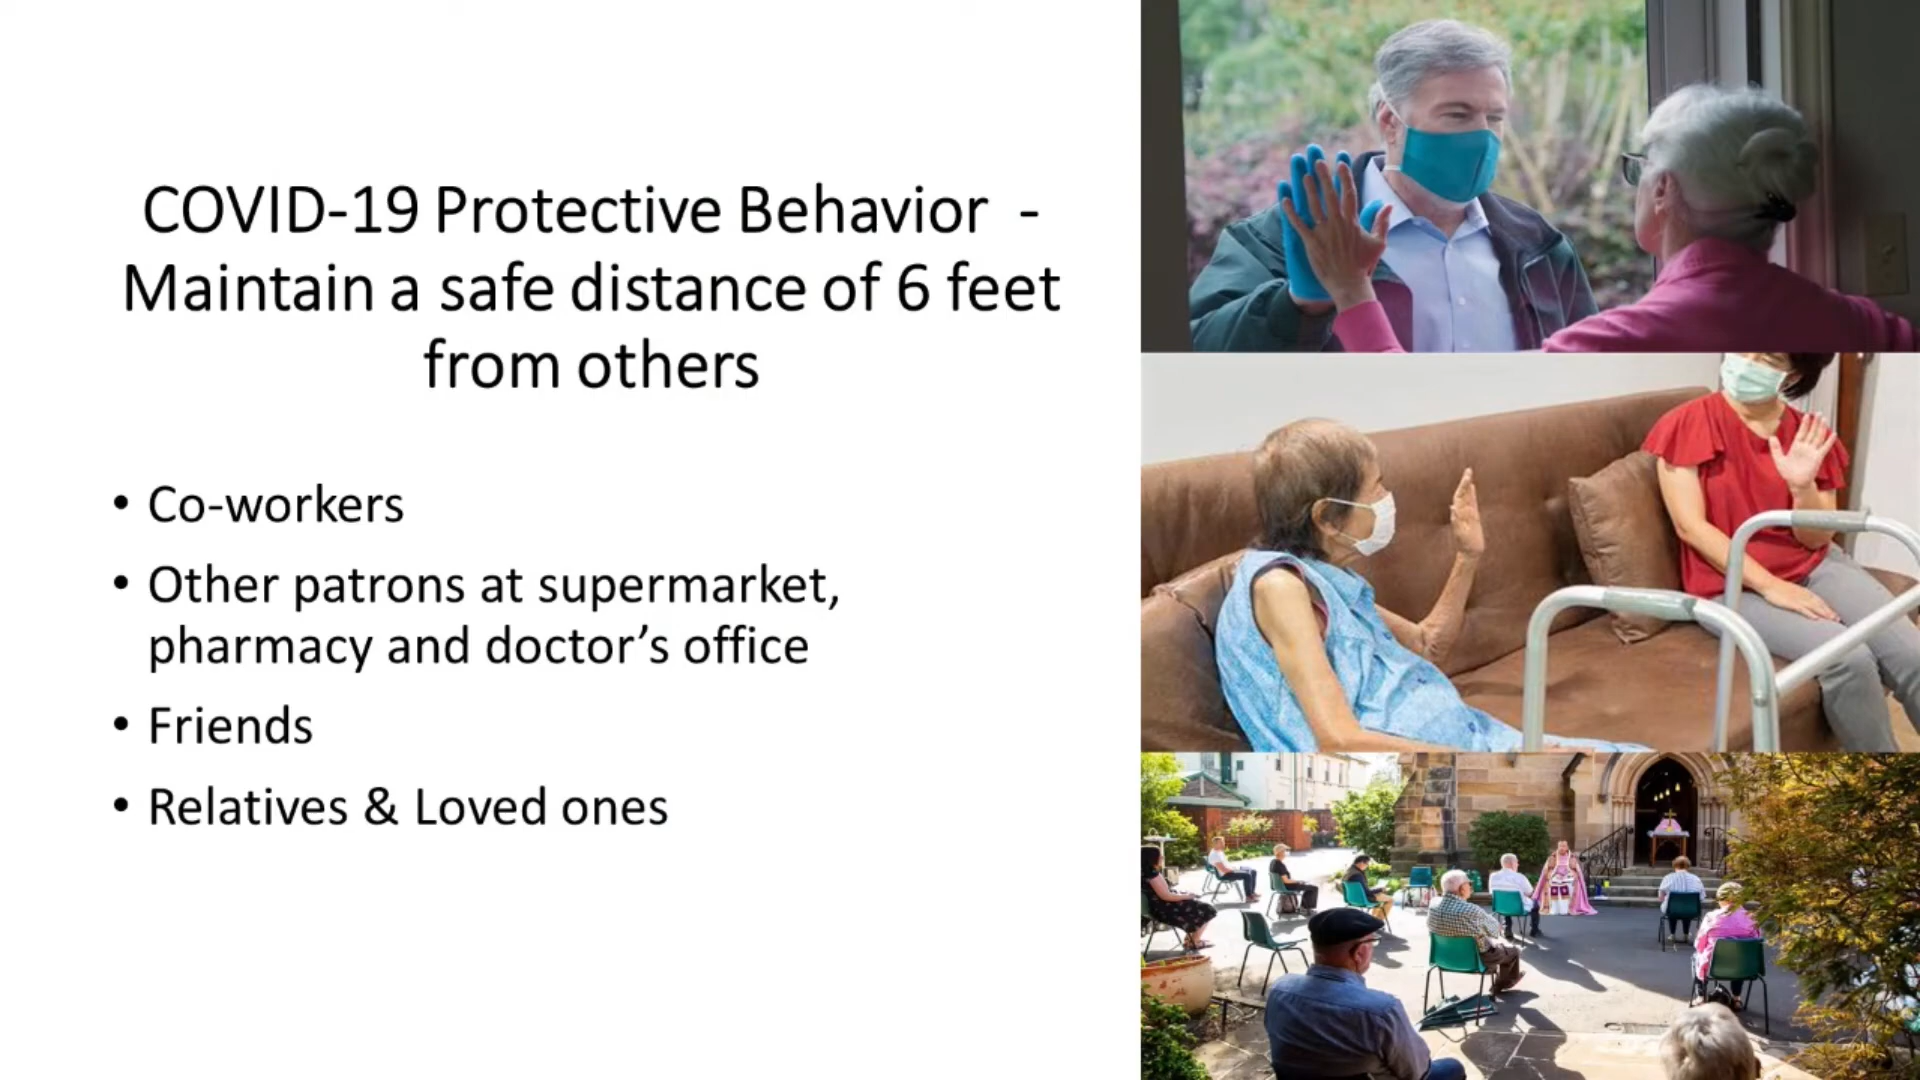 COVID-19 Protective Behavior  -
Maintain a safe distance of 6 feet
from others
• Co-workers
• Other patrons at supermarket,
pharmacy and doctor’s office
• Friends
• Relatives & Loved ones